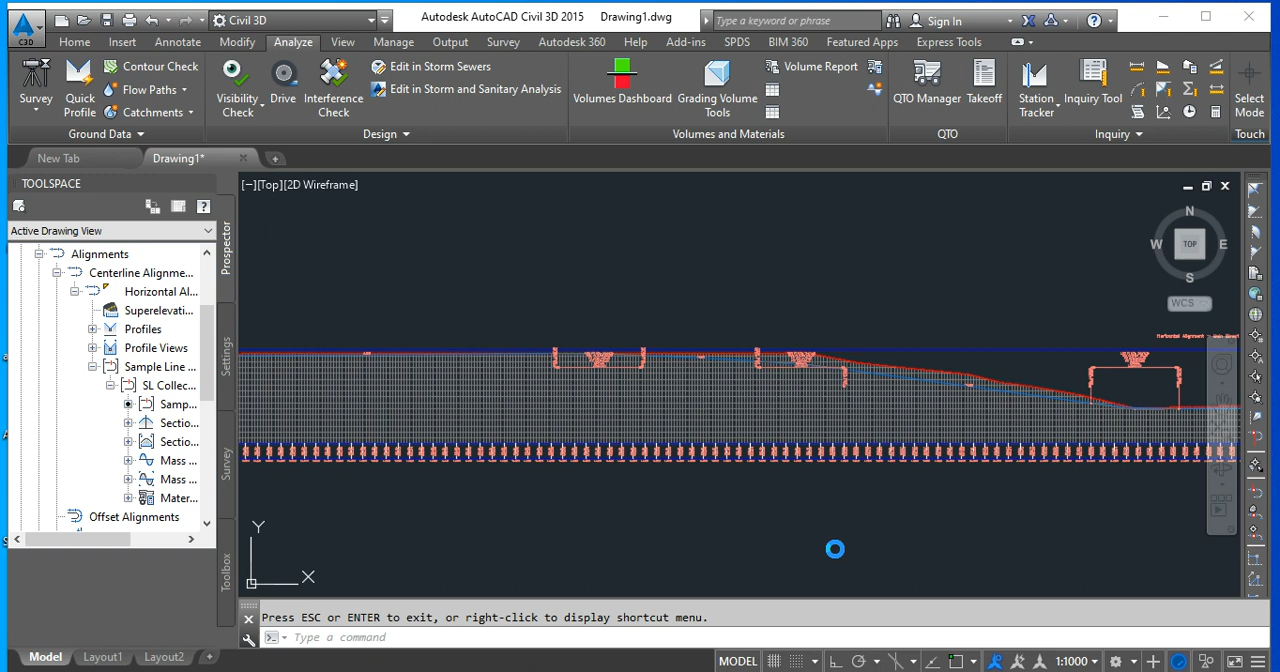 Civil 3D
Autodesk AutoCAD Civil 3D 2015 Drawing1.dwg
Type a keyword or phrase
Sign In
C3D
Home Insert Annotate Modify Analyze View Manage Output Survey Autodesk 360 Help Add-ins SPDS BIM 360 Featured Apps Express Tools
Survey
Quick Profile
Contour Check
Flow Paths
Catchments
Ground Data
Visibility Check
Drive
Interference Check
Edit in Storm Sewers
Edit in Storm and Sanitary Analysis
Design
Volumes Dashboard
Grading Volume Tools
Volume Report
Volumes and Materials
QTO Manager
Takeoff
QTO
Station Tracker
Inquiry Tool
Inquiry
Select Mode
Touch
New Tab
Drawing1*
TOOLSPACE
Active Drawing View
Alignments
Centerline Alignme...
Horizontal Al...
Superelevati...
Profiles
Profile Views
Sample Line ...
SL Collec...
Samp...
Sectio...
Sectio...
Mass ...
Mass ...
Mater...
Offset Alignments
Prospector
Settings
Survey
Toolbox
[−][Top][2D Wireframe]
N
W TOP E
S
WCS
Y
X
Press ESC or ENTER to exit, or right-click to display shortcut menu.
Type a command
Model Layout1 Layout2
MODEL
1:1000